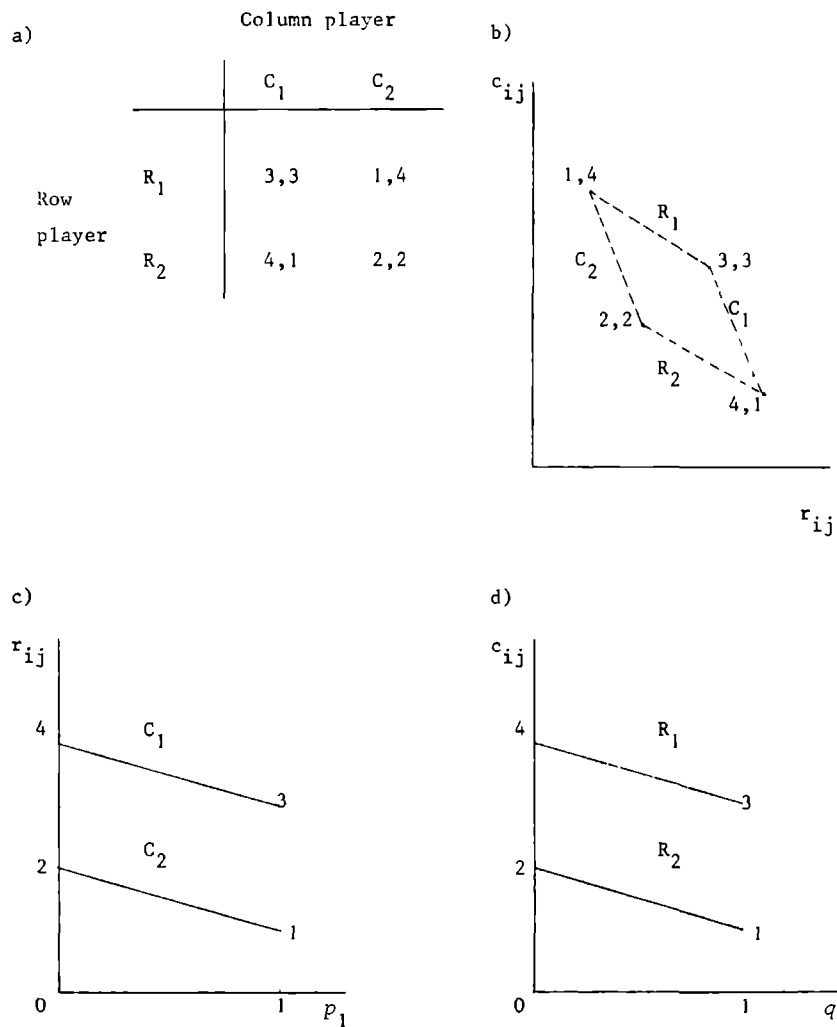 a)
Column player
C1 C2
R1 3,3 1,4
Row
player
R2 4,1 2,2
b)
cij
1,4
R1
3,3
C2
C1
2,2
R2
4,1
rij
c)
rij
4
C1
3
2
C2
1
0 1 p1
d)
cij
4
R1
3
2
R2
1
0 1 q